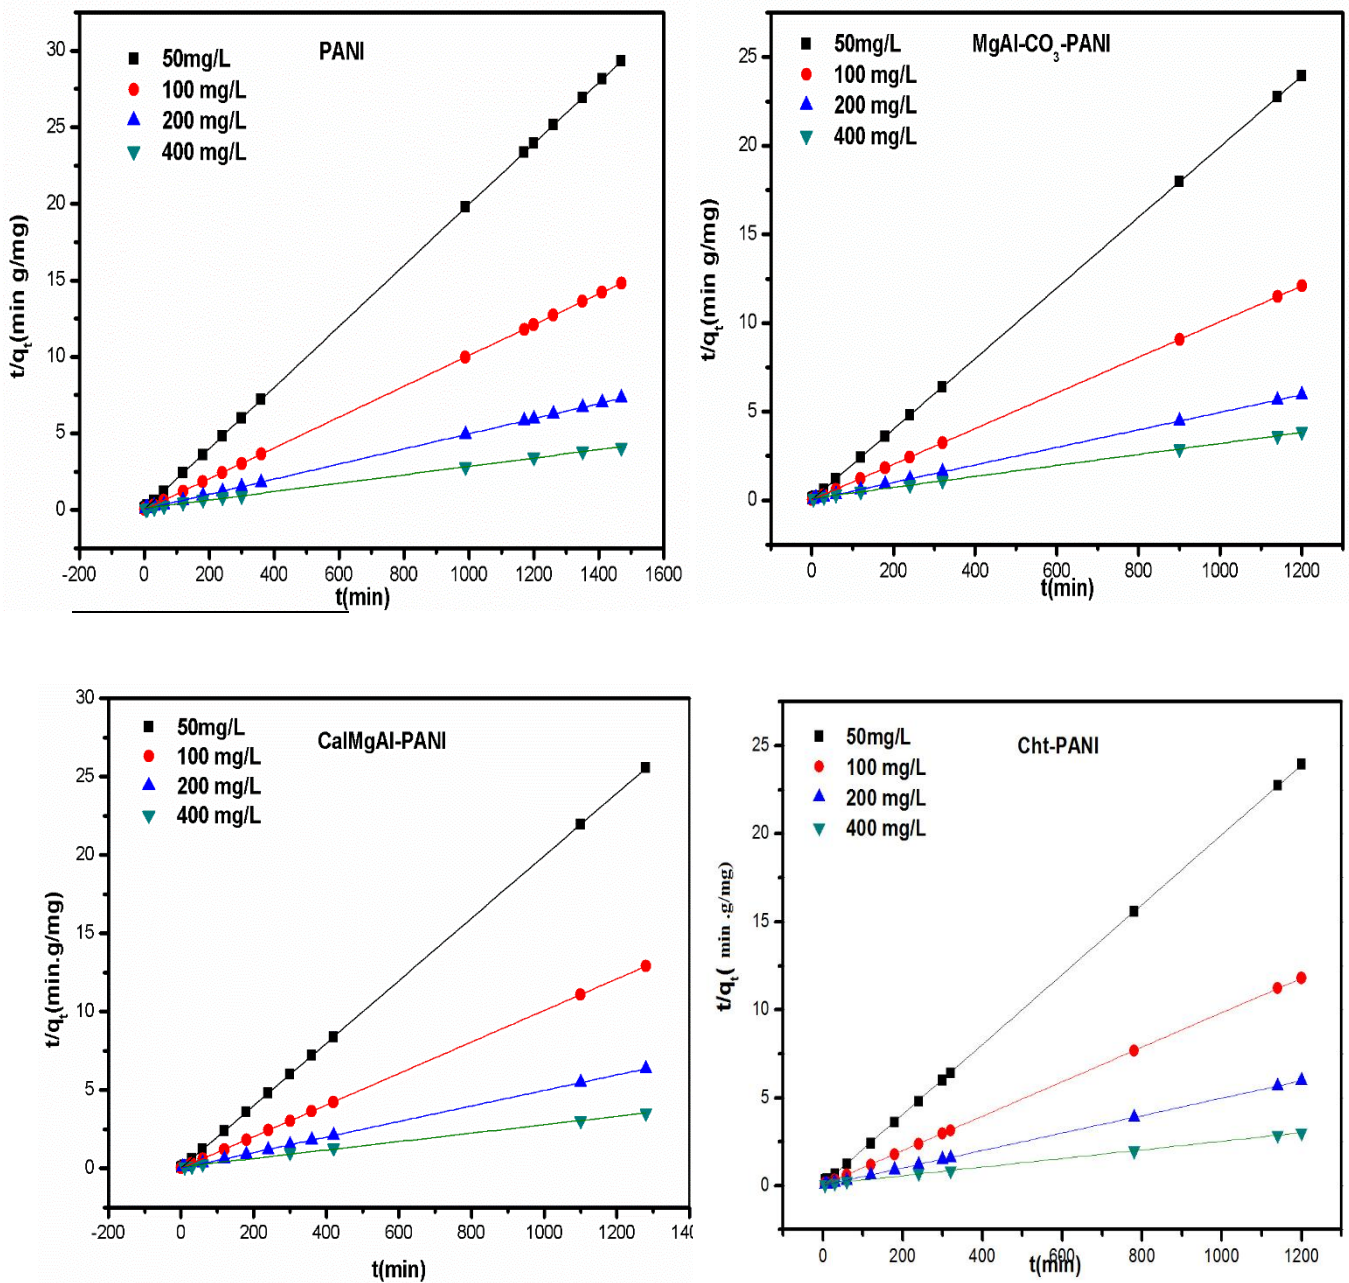 PANI
50mg/L
100 mg/L
200 mg/L
400 mg/L
30
25
20
15
10
5
0
-200 0 200 400 600 800 1000 1200 1400 1600
t/qt(min g/mg)
t(min)
MgAl-CO3-PANI
50mg/L
100 mg/L
200 mg/L
400 mg/L
25
20
15
10
5
0
0 200 400 600 800 1000 1200
t/qt(min g/mg)
t(min)
CalMgAl-PANI
50mg/L
100 mg/L
200 mg/L
400 mg/L
30
25
20
15
10
5
0
-200 0 200 400 600 800 1000 1200 140
t/qt(min.g/mg)
t(min)
Cht-PANI
50mg/L
100 mg/L
200 mg/L
400 mg/L
25
20
15
10
5
0
0 200 400 600 800 1000 1200
t/qt( min .g/mg)
t(min)